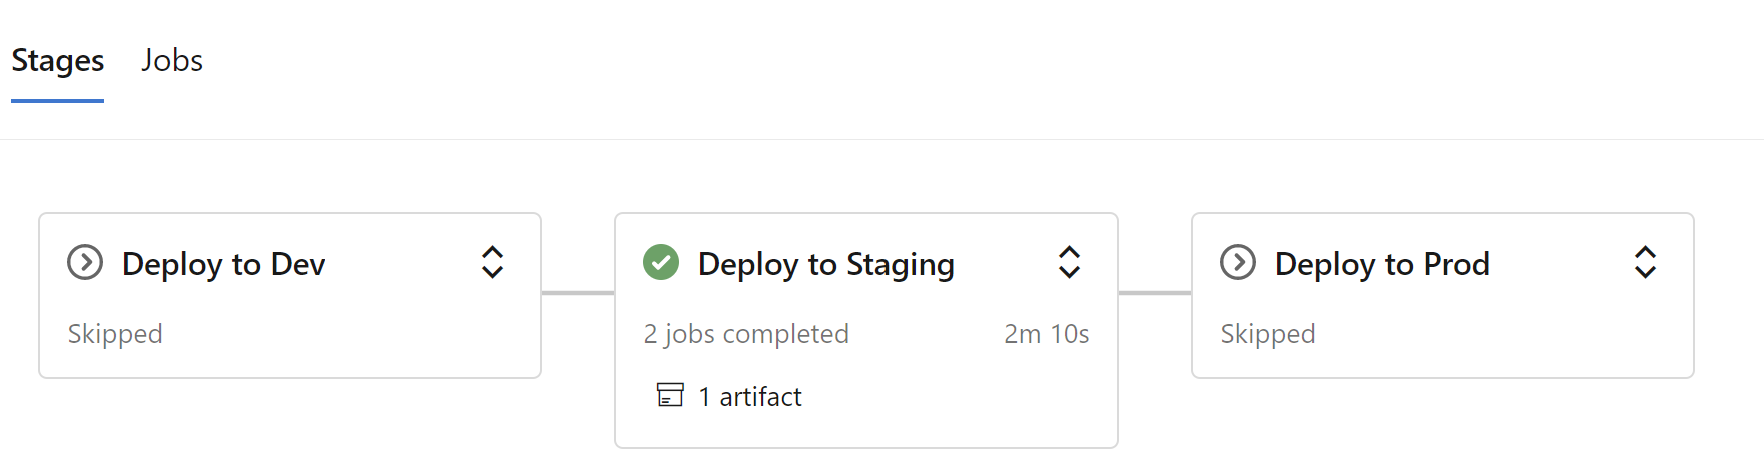 Stages Jobs
Deploy to Dev
Skipped
Deploy to Staging
2 jobs completed 2m 10s
1 artifact
Deploy to Prod
Skipped